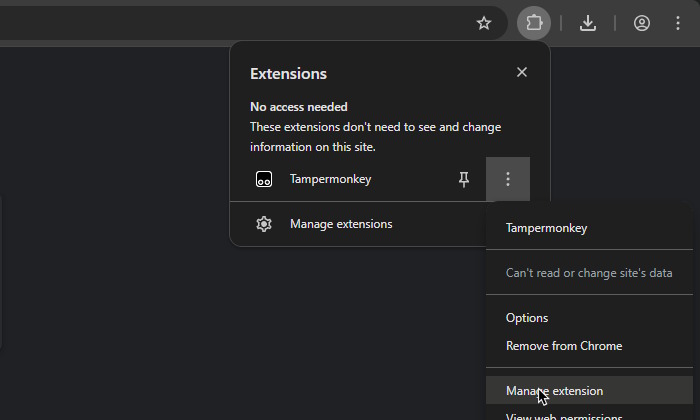 Extensions
No access needed
These extensions don't need to see and change
information on this site.
Tampermonkey
Manage extensions
Tampermonkey
Can't read or change site's data
Options
Remove from Chrome
Manage extension
View web permissions